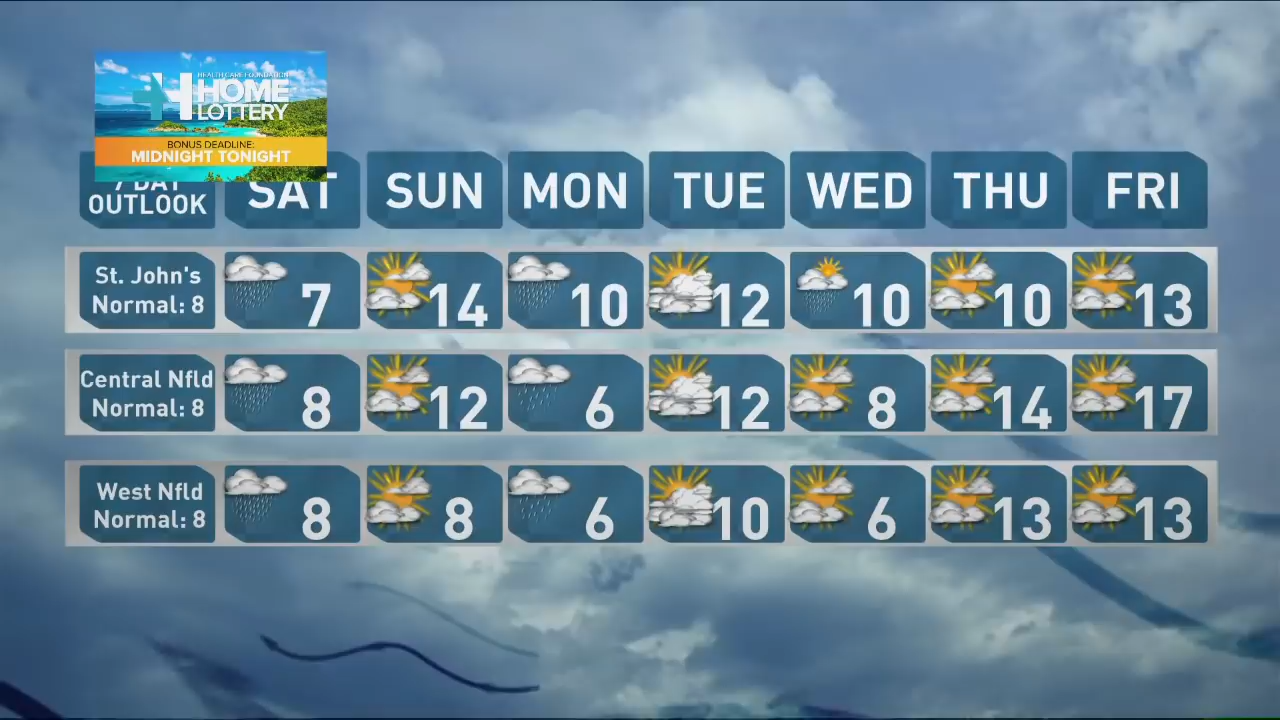 HEALTH CARE FOUNDATION
HOME
LOTTERY
BONUS DEADLINE:
MIDNIGHT TONIGHT
7 DAY
OUTLOOK
SAT SUN MON TUE WED THU FRI
St. John's
Normal: 8
7 14 10 12 10 10 13
Central Nfld
Normal: 8
8 12 6 12 8 14 17
West Nfld
Normal: 8
8 8 6 10 6 13 13